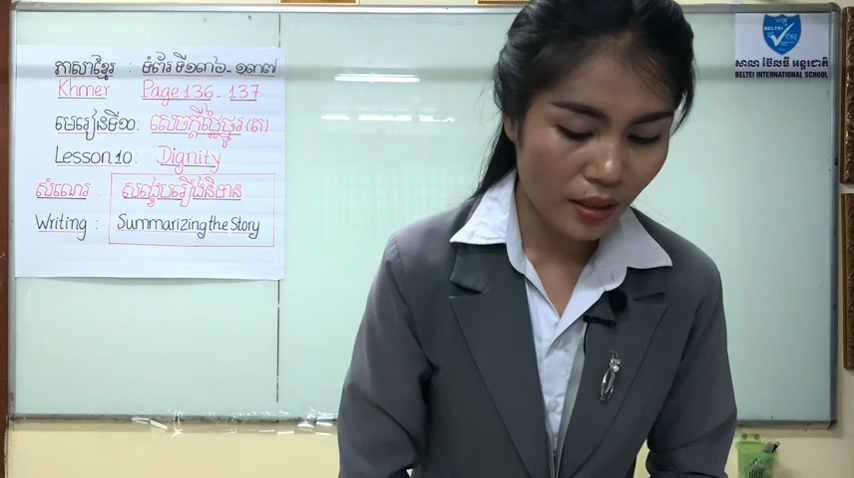 ភាសាខ្មែរ : ទំព័រទី១៣៦-១៣៧
Khmer : Page 136-137
មេរៀនទី១០: សេចក្ដីថ្លៃថ្នូរ(ត)
Lesson 10: Dignity
សំណេរ : សង្ខេបរឿងនិទាន
Writing : Summarizing the Story
BELTEI
សាលា ប៊ែលធី អន្តរជាតិ
BELTEI INTERNATIONAL SCHOOL